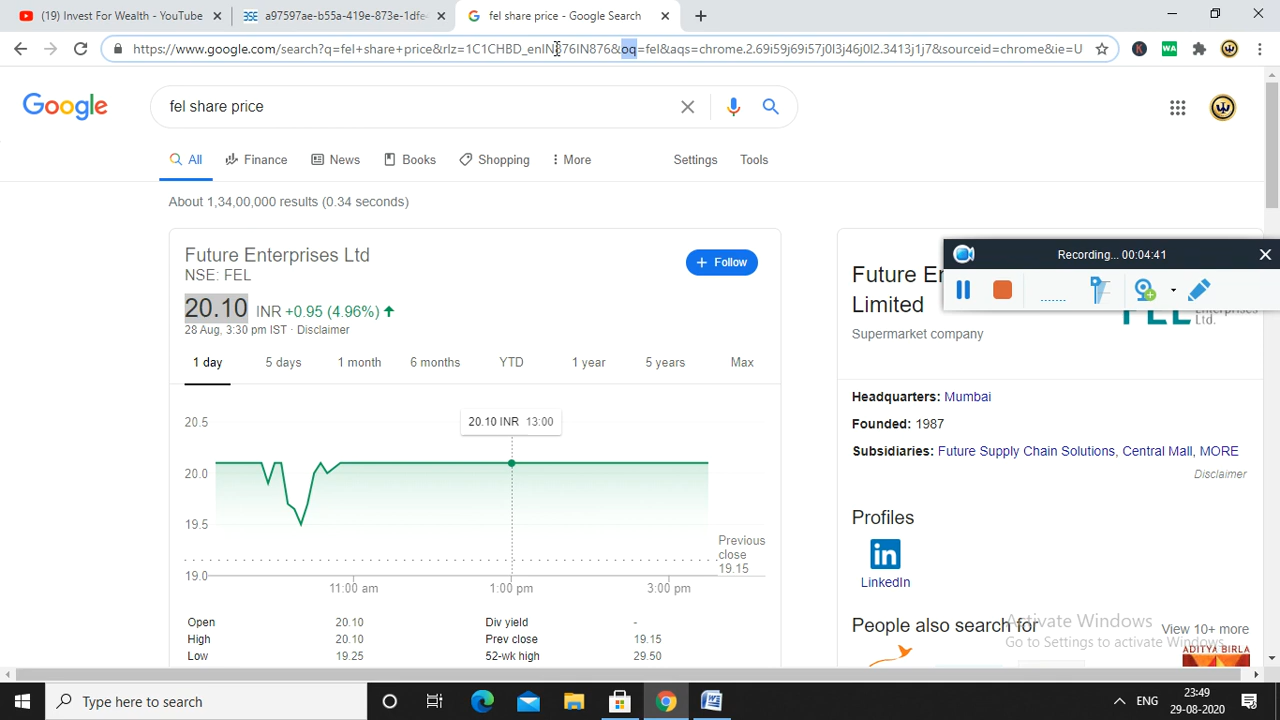 (19) Invest For Wealth - YouTube
a97597ae-b55a-419e-873e-1dfe
fel share price - Google Search
https://www.google.com/search?q=fel+share+price&rlz=1C1CHBD_enIN876IN876&oq=fel&aqs=chrome.2.69i59j69i57j0l3j46j0l2.3413j1j7&sourceid=chrome&ie=U
K
WA
Google
fel share price
All
Finance
News
Books
Shopping
More
Settings
Tools
About 1,34,00,000 results (0.34 seconds)
Future Enterprises Ltd
NSE: FEL
+ Follow
20.10 INR +0.95 (4.96%)
28 Aug, 3:30 pm IST · Disclaimer
1 day
5 days
1 month
6 months
YTD
1 year
5 years
Max
20.5
20.10 INR 13:00
20.0
19.5
Previous
close
19.15
19.0
11:00 am
1:00 pm
3:00 pm
Open 20.10
Div yield -
High 20.10
Prev close 19.15
Low 19.25
52-wk high 29.50
Recording... 00:04:41
Limited
Ltd.
Supermarket company
Headquarters: Mumbai
Founded: 1987
Subsidiaries: Future Supply Chain Solutions, Central Mall, MORE
Disclaimer
Profiles
in
LinkedIn
People also search for
View 10+ more
Activate Windows
Go to Settings to activate Windows.
ADITYA BIRLA
Type here to search
ENG
23:49
29-08-2020